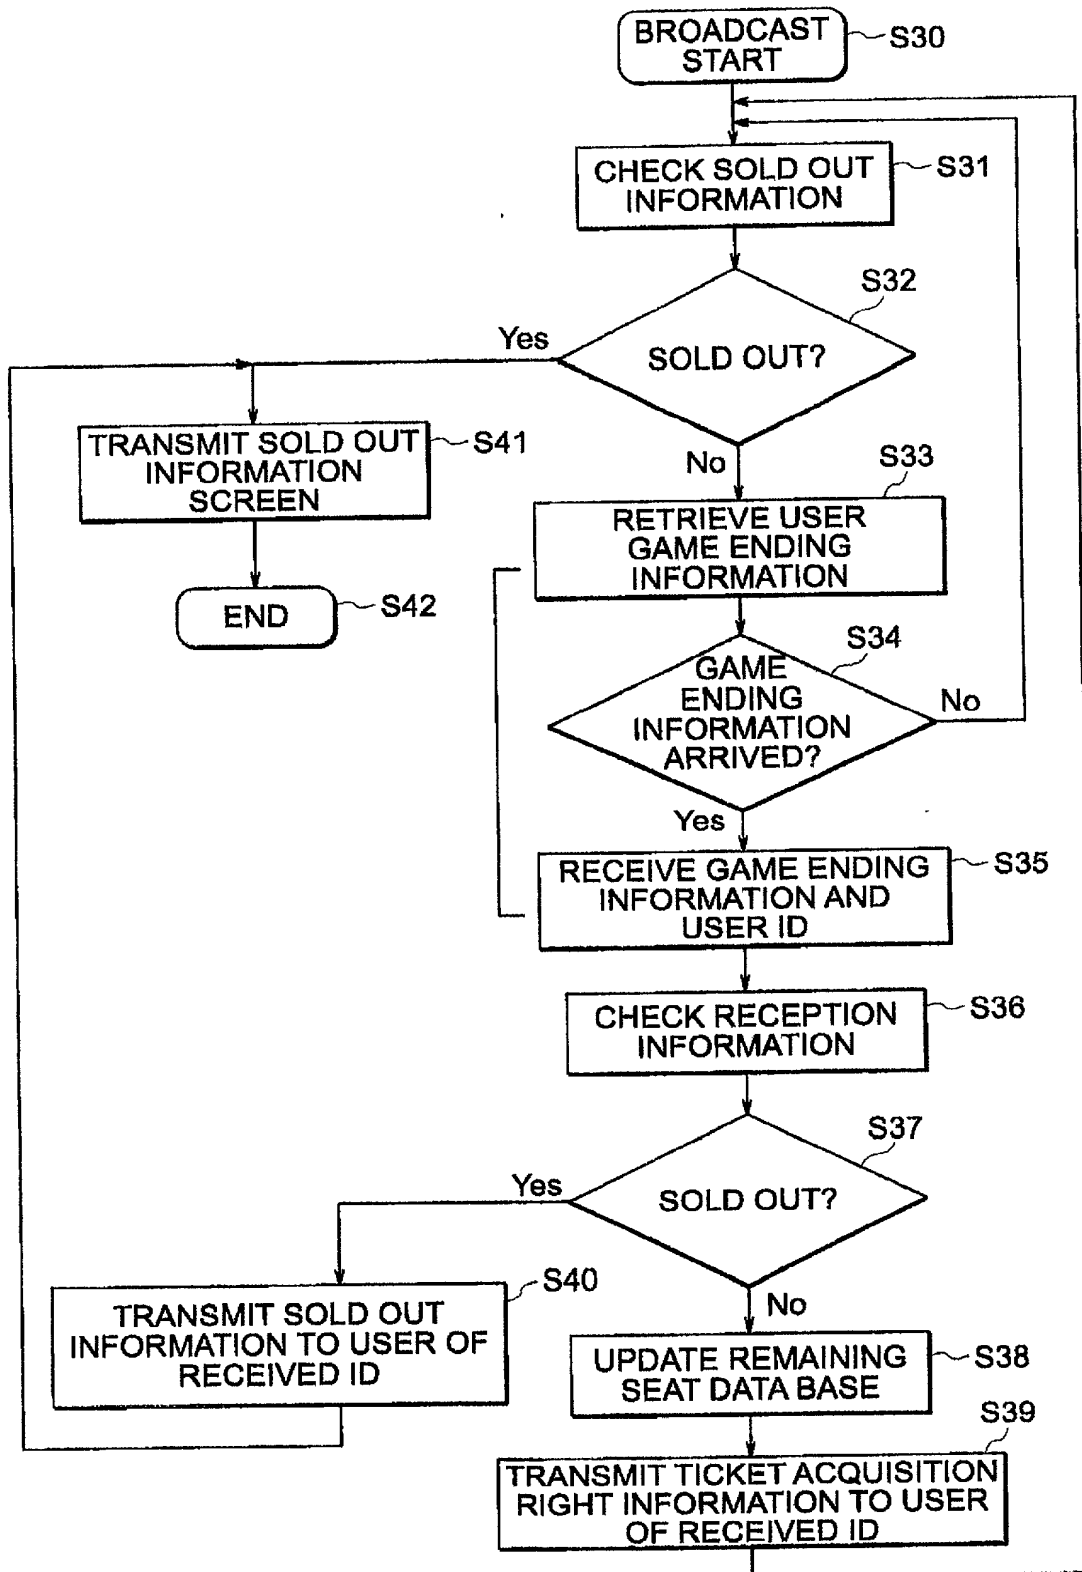 BROADCAST
START
S30
CHECK SOLD OUT
INFORMATION
S31
S32
SOLD OUT?
Yes
No
TRANSMIT SOLD OUT
INFORMATION
SCREEN
S41
END
S42
S33
RETRIEVE USER
GAME ENDING
INFORMATION
S34
GAME
ENDING
INFORMATION
ARRIVED?
No
Yes
RECEIVE GAME ENDING
INFORMATION AND
USER ID
S35
CHECK RECEPTION
INFORMATION
S36
S37
SOLD OUT?
Yes
No
S40
TRANSMIT SOLD OUT
INFORMATION TO USER OF
RECEIVED ID
UPDATE REMAINING
SEAT DATA BASE
S38
S39
TRANSMIT TICKET ACQUISITION
RIGHT INFORMATION TO USER
OF RECEIVED ID